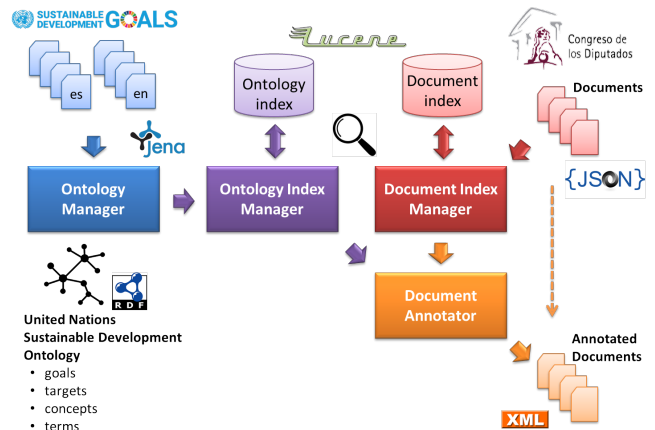 SUSTAINABLE
DEVELOPMENT
GOALS
Lucene
Congreso de
los Diputados
es
en
Ontology
index
Document
index
Documents
Jena
{JSON}
Ontology
Manager
Ontology Index
Manager
Document Index
Manager
RDF
Document
Annotator
United Nations
Sustainable Development
Ontology
• goals
• targets
• concepts
• terms
Annotated
Documents
XML